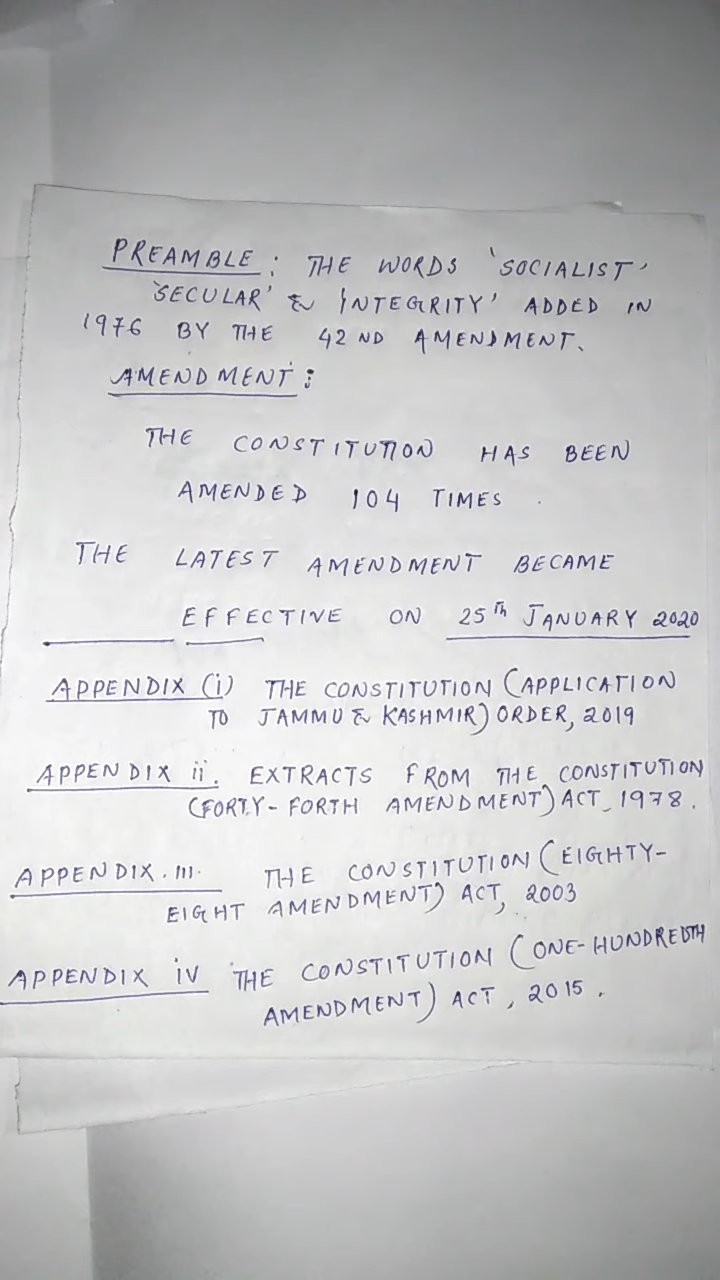 PREAMBLE : THE WORDS 'SOCIALIST'
'SECULAR' & 'INTEGRITY' ADDED IN
1976 BY THE 42 ND AMENDMENT.
AMENDMENT :
THE CONSTITUTION HAS BEEN
AMENDED 104 TIMES .
THE LATEST AMENDMENT BECAME
EFFECTIVE ON 25Th JANUARY 2020
APPENDIX (i) THE CONSTITUTION (APPLICATION
TO JAMMU & KASHMIR) ORDER, 2019
APPENDIX ii. EXTRACTS FROM THE CONSTITUTION
(FORTY-FORTH AMENDMENT) ACT, 1978.
APPENDIX . III. THE CONSTITUTION (EIGHTY-
EIGHT AMENDMENT) ACT, 2003
APPENDIX iv THE CONSTITUTION (ONE-HUNDREDTH
AMENDMENT) ACT, 2015.